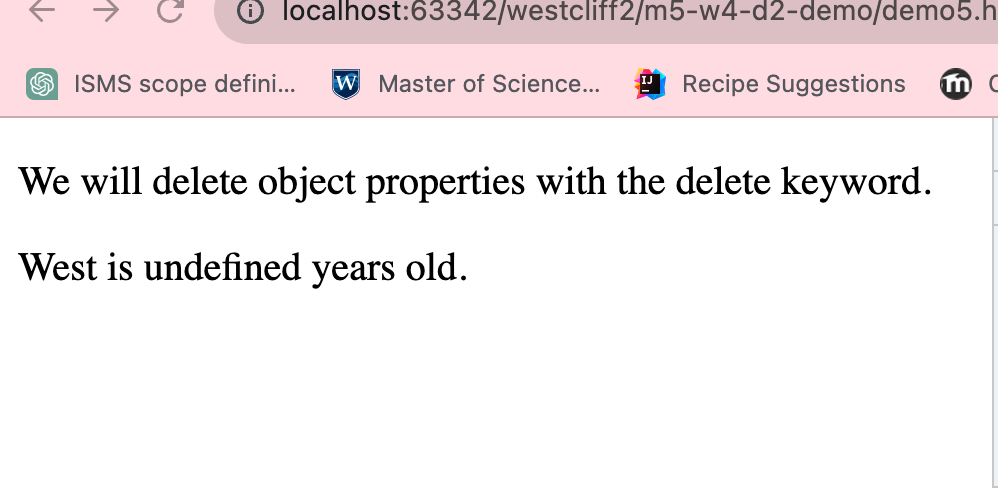 localhost:63342/westcliff2/m5-w4-d2-demo/demo5.h
ISMS scope defini... W Master of Science... IJ Recipe Suggestions m
We will delete object properties with the delete keyword.
West is undefined years old.